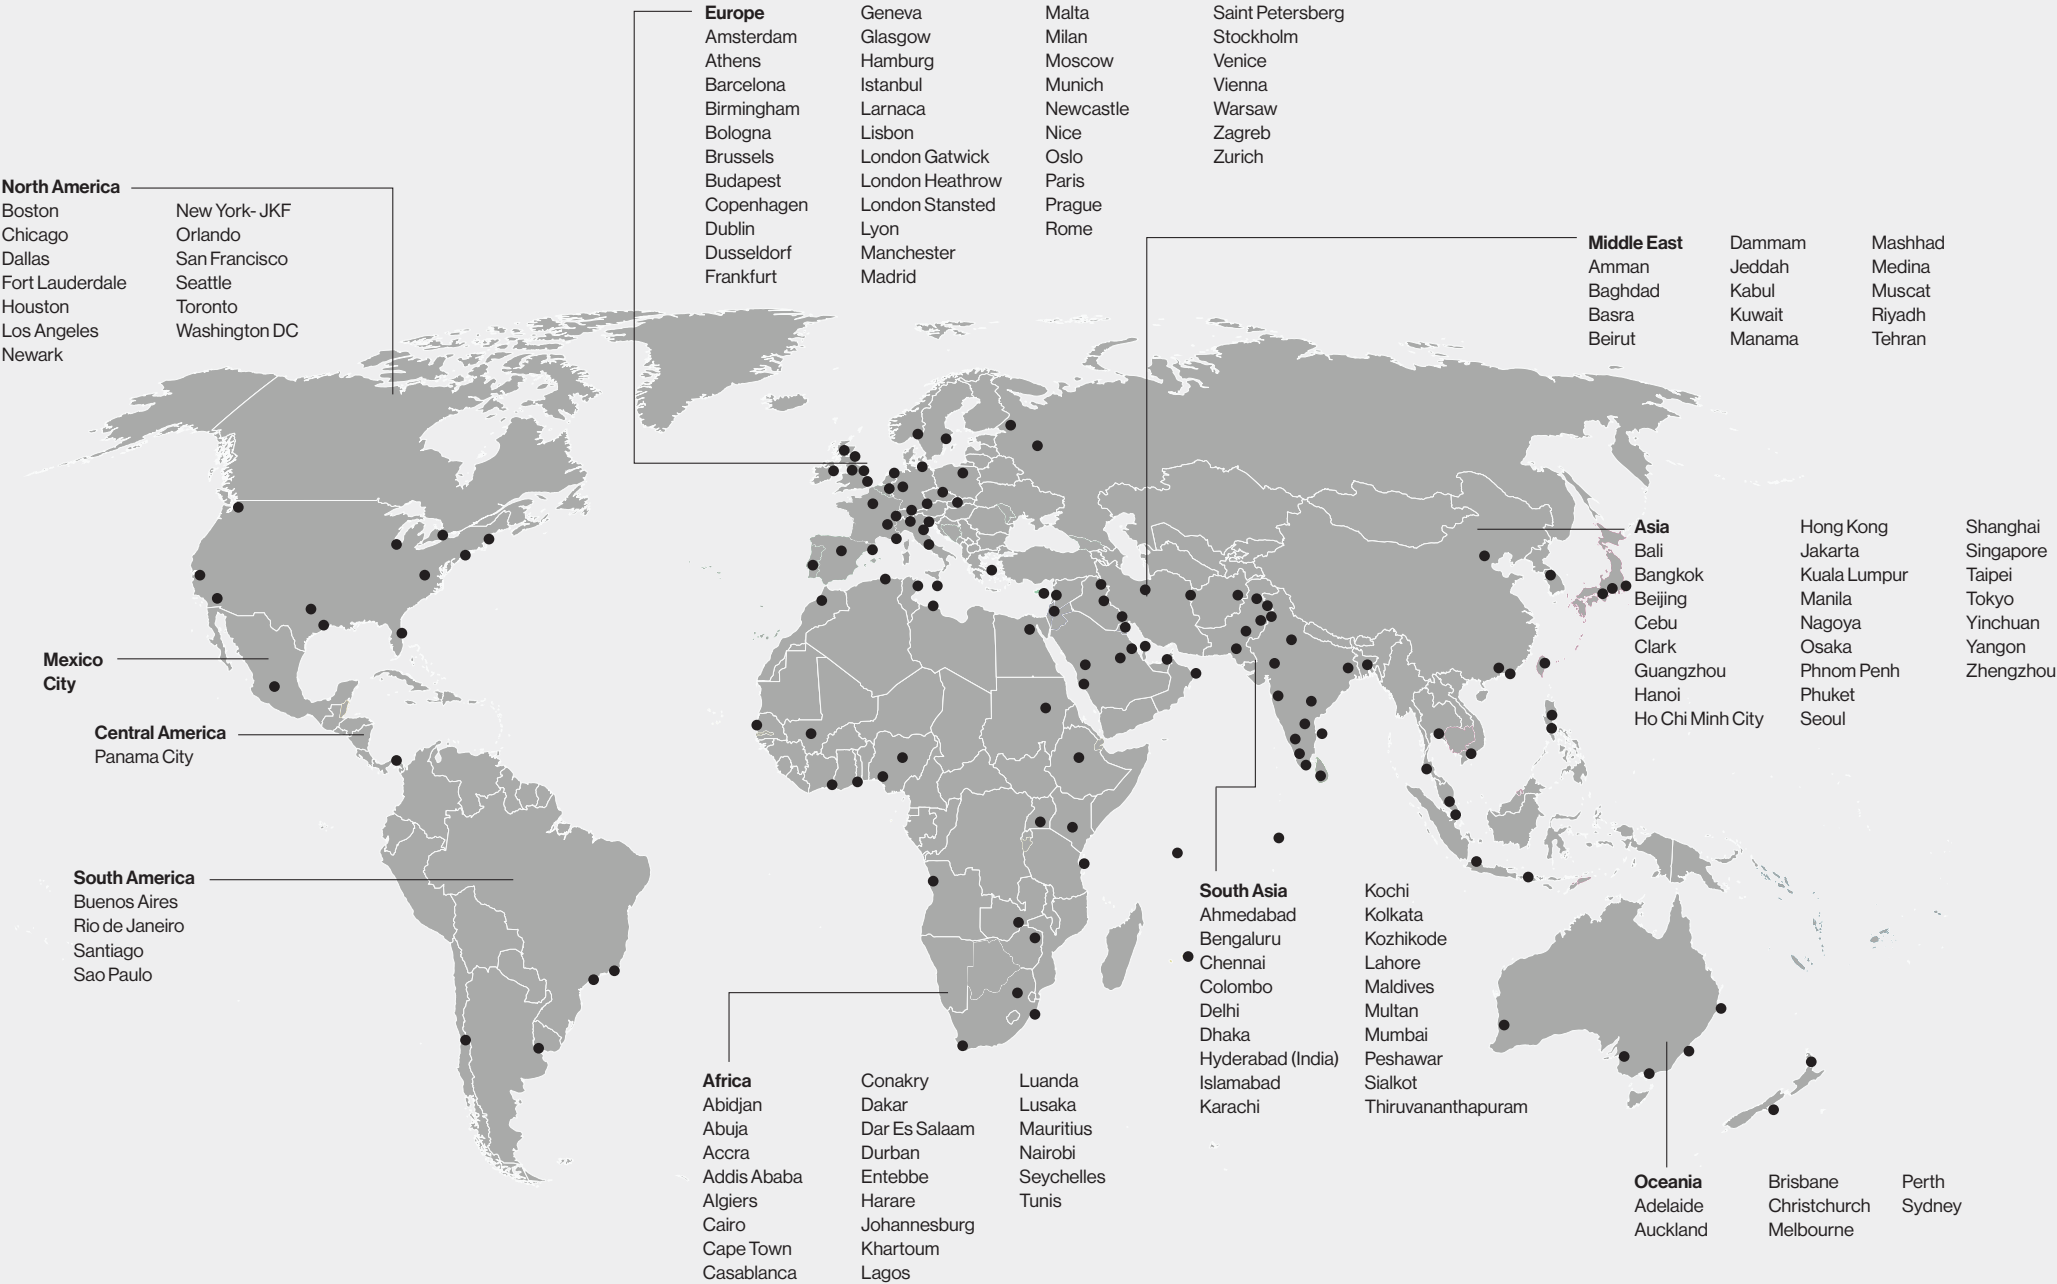 Europe
Amsterdam
Athens
Barcelona
Birmingham
Bologna
Brussels
Budapest
Copenhagen
Dublin
Dusseldorf
Frankfurt
Geneva
Glasgow
Hamburg
Istanbul
Larnaca
Lisbon
London Gatwick
London Heathrow
London Stansted
Lyon
Manchester
Madrid
Malta
Milan
Moscow
Munich
Newcastle
Nice
Oslo
Paris
Prague
Rome
Saint Petersberg
Stockholm
Venice
Vienna
Warsaw
Zagreb
Zurich
North America
Boston
Chicago
Dallas
Fort Lauderdale
Houston
Los Angeles
Newark
New York- JKF
Orlando
San Francisco
Seattle
Toronto
Washington DC
Middle East
Amman
Baghdad
Basra
Beirut
Dammam
Jeddah
Kabul
Kuwait
Manama
Mashhad
Medina
Muscat
Riyadh
Tehran
Asia
Bali
Bangkok
Beijing
Cebu
Clark
Guangzhou
Hanoi
Ho Chi Minh City
Hong Kong
Jakarta
Kuala Lumpur
Manila
Nagoya
Osaka
Phnom Penh
Phuket
Seoul
Shanghai
Singapore
Taipei
Tokyo
Yinchuan
Yangon
Zhengzhou
Mexico
City
Central America
Panama City
South America
Buenos Aires
Rio de Janeiro
Santiago
Sao Paulo
South Asia
Ahmedabad
Bengaluru
Chennai
Colombo
Delhi
Dhaka
Hyderabad (India)
Islamabad
Karachi
Kochi
Kolkata
Kozhikode
Lahore
Maldives
Multan
Mumbai
Peshawar
Sialkot
Thiruvananthapuram
Africa
Abidjan
Abuja
Accra
Addis Ababa
Algiers
Cairo
Cape Town
Casablanca
Conakry
Dakar
Dar Es Salaam
Durban
Entebbe
Harare
Johannesburg
Khartoum
Lagos
Luanda
Lusaka
Mauritius
Nairobi
Seychelles
Tunis
Oceania
Adelaide
Auckland
Brisbane
Christchurch
Melbourne
Perth
Sydney